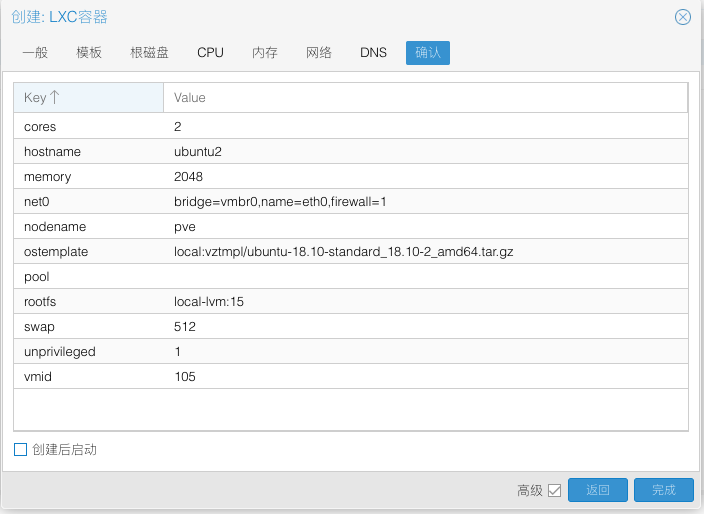 创建: LXC容器
一般 模板 根磁盘 CPU 内存 网络 DNS 确认
Key↑ Value
cores 2
hostname ubuntu2
memory 2048
net0 bridge=vmbr0,name=eth0,firewall=1
nodename pve
ostemplate local:vztmpl/ubuntu-18.10-standard_18.10-2_amd64.tar.gz
pool
rootfs local-lvm:15
swap 512
unprivileged 1
vmid 105
创建后启动
高级 返回 完成